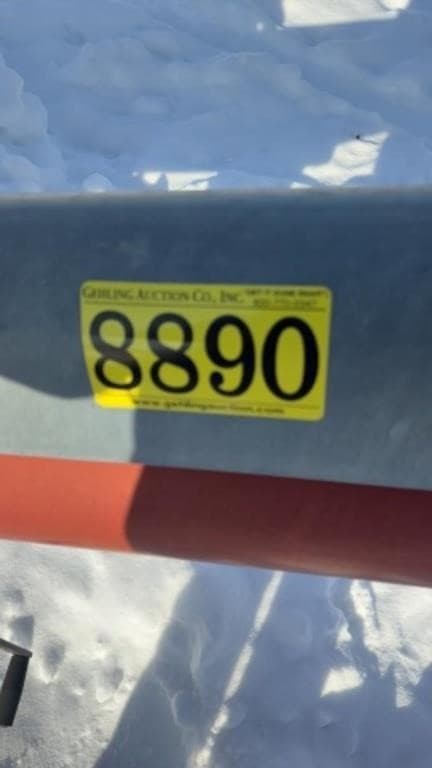 GEHLING AUCTION CO., INC.
8890
www.gehlingauction.com